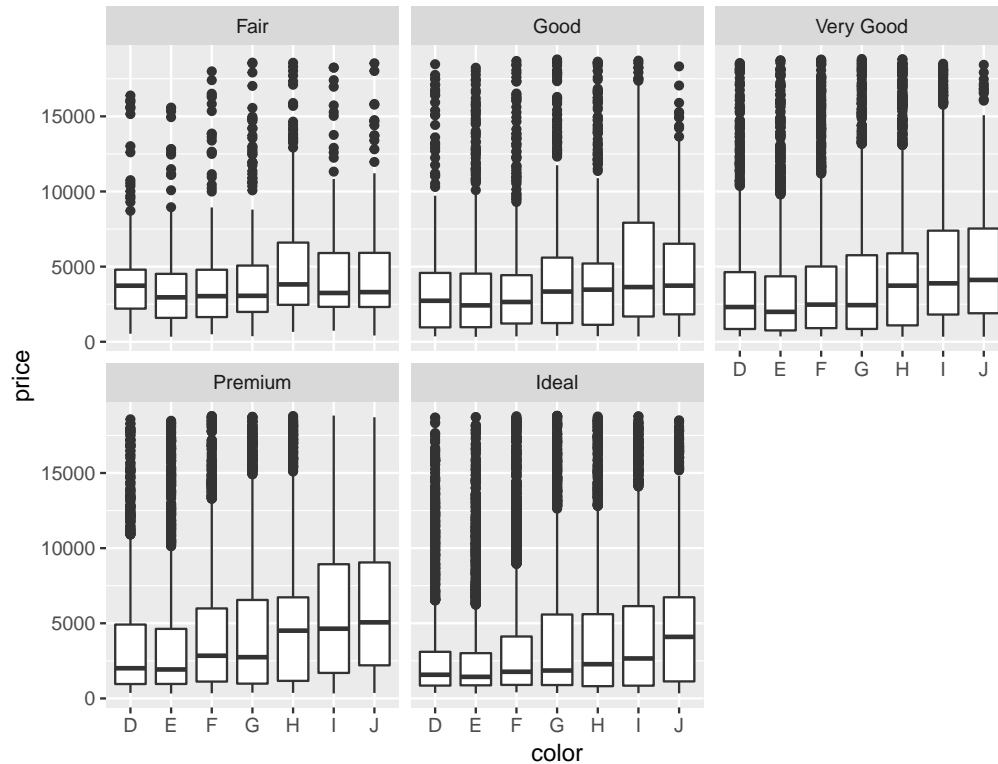 Fair Good Very Good
15000
10000
5000
0
D E F G H I J
price
Premium Ideal
15000
10000
5000
0
D E F G H I J D E F G H I J
color